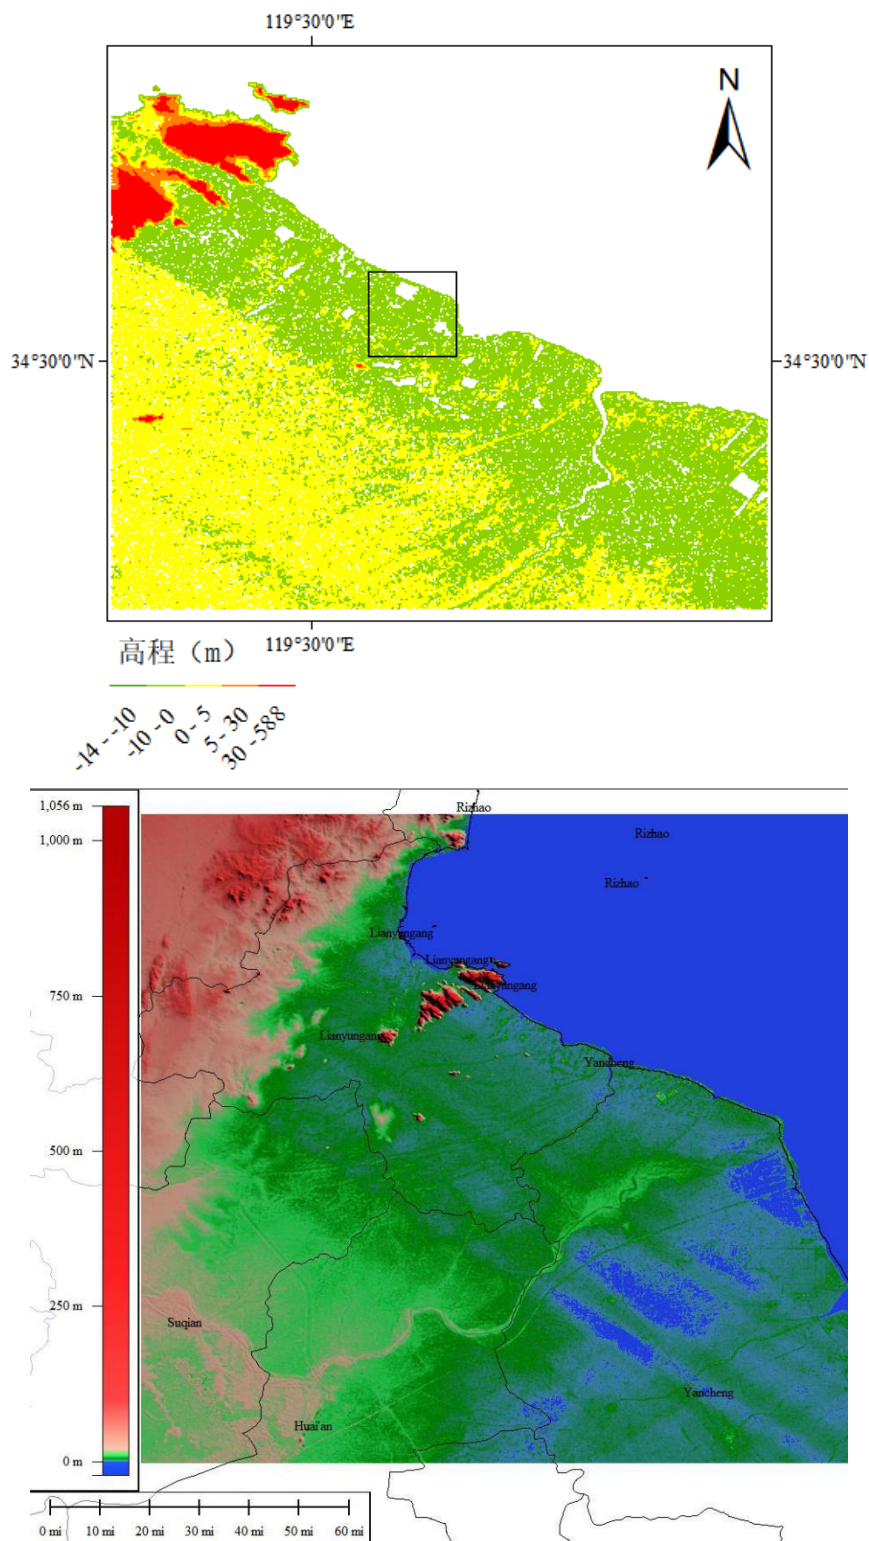 119°30'0"E
N
34°30'0"N
34°30'0"N
高程（m）
119°30'0"E
-14 - -10
-10 - 0
0 - 5
5 - 30
30 - 588
1,056 m
1,000 m
750 m
500 m
250 m
0 m
Rizhao
Rizhao
Rizhao
Lianyungang
Lianyungang
Lianyungang
Lianyungang
Yancheng
Suqian
Yancheng
Huai'an
0 mi 10 mi 20 mi 30 mi 40 mi 50 mi 60 mi